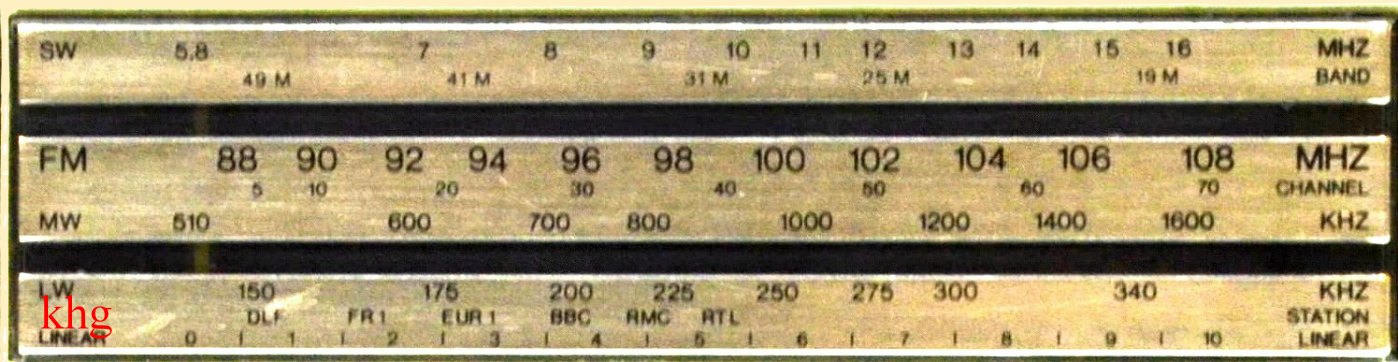 SW 5.8 7 8 9 10 11 12 13 14 15 16 MHZ
49 M 41 M 31 M 25 M 19 M BAND
FM 88 90 92 94 96 98 100 102 104 106 108 MHZ
5 10 20 30 40 50 60 70 CHANNEL
MW 510 600 700 800 1000 1200 1400 1600 KHZ
LW 150 175 200 225 250 275 300 340 KHZ
khg DLF FR 1 EUR 1 BBC RMC RTL STATION
LINEAR 0 | 1 | 2 | 3 | 4 | 5 | 6 | 7 | 8 | 9 | 10 LINEAR